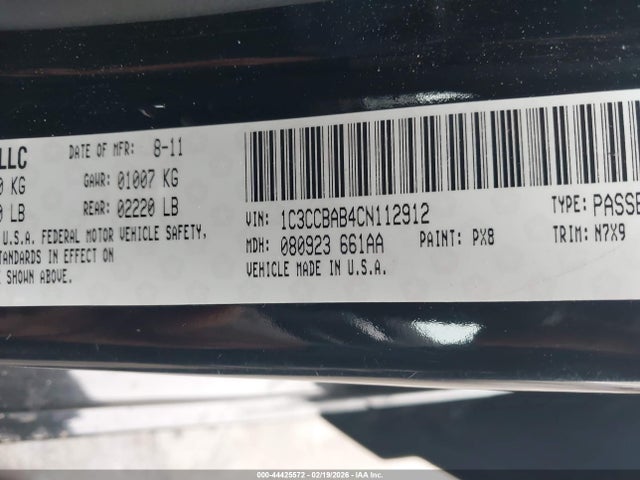 LLC
DATE OF MFR: 8-11
KG GAWR: 01007 KG
LB REAR: 02220 LB
U.S.A. FEDERAL MOTOR VEHICLE SAFETY,
STANDARDS IN EFFECT ON
SHOWN ABOVE.
VIN: 1C3CCBAB4CN112912 TYPE: PASSE
MDH: 080923 661AA PAINT: PX8 TRIM: N7X9
VEHICLE MADE IN U.S.A.
000-44425572 - 02/19/2026 - IAA Inc.